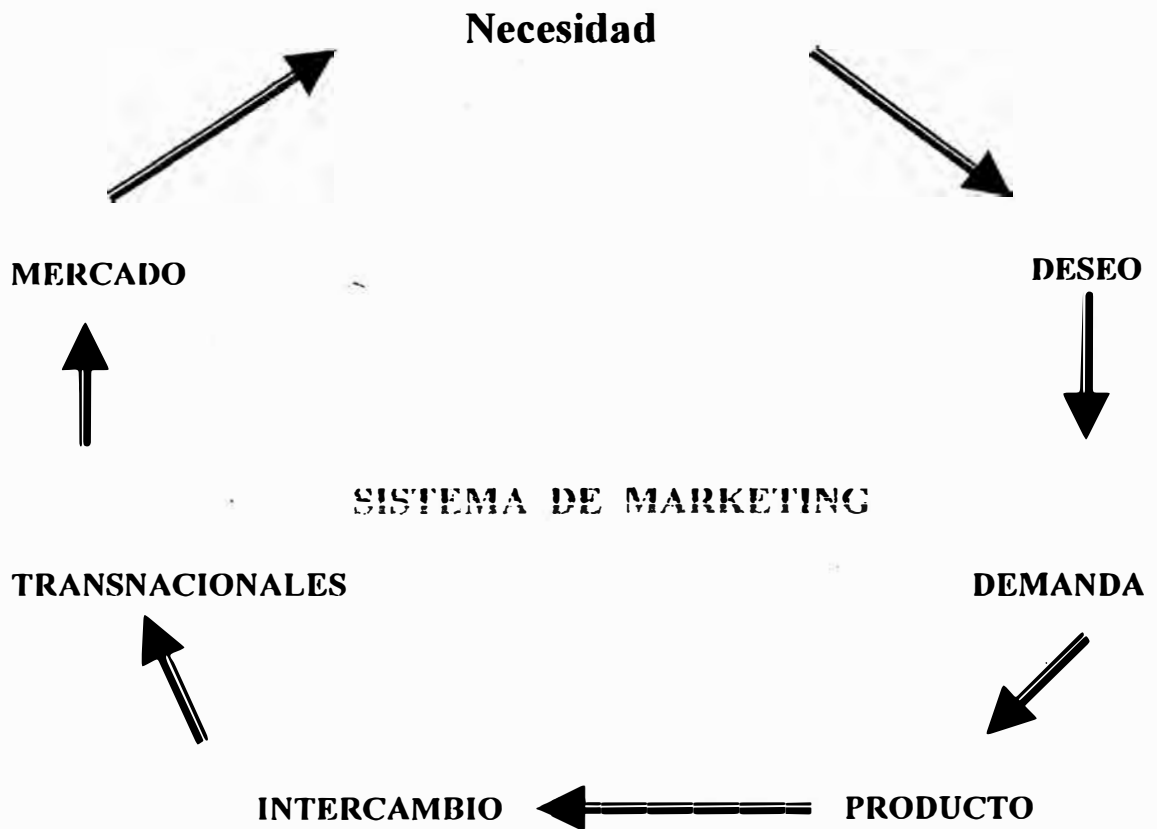 Necesidad
MERCADO
DESEO
SISTEMA DE MARKETING
TRANSNACIONALES
DEMANDA
INTERCAMBIO
PRODUCTO